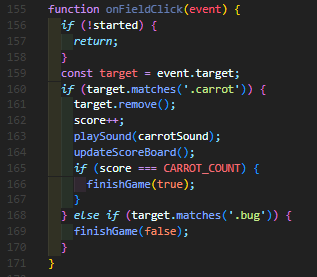 155 function onFieldClick(event) {
156   if (!started) {
157     return;
158   }
159   const target = event.target;
160   if (target.matches('.carrot')) {
161     target.remove();
162     score++;
163     playSound(carrotSound);
164     updateScoreBoard();
165     if (score === CARROT_COUNT) {
166       finishGame(true);
167     }
168   } else if (target.matches('.bug')) {
169     finishGame(false);
170   }
171 }